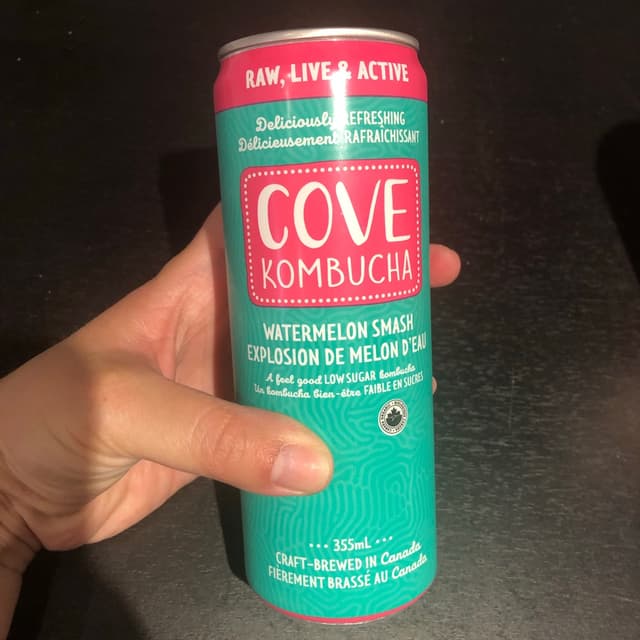 RAW, LIVE & ACTIVE
Deliciously REFRESHING
Délicieusement RAFRAICHISSANT
COVE
KOMBUCHA
WATERMELON SMASH
EXPLOSION DE MELON D'EAU
A feel good LOW SUGAR kombucha
Un kombucha bien-être FAIBLE EN SUCRES
••• 355mL •••
CRAFT-BREWED IN Canada
FIÈREMENT BRASSÉ AU Canada